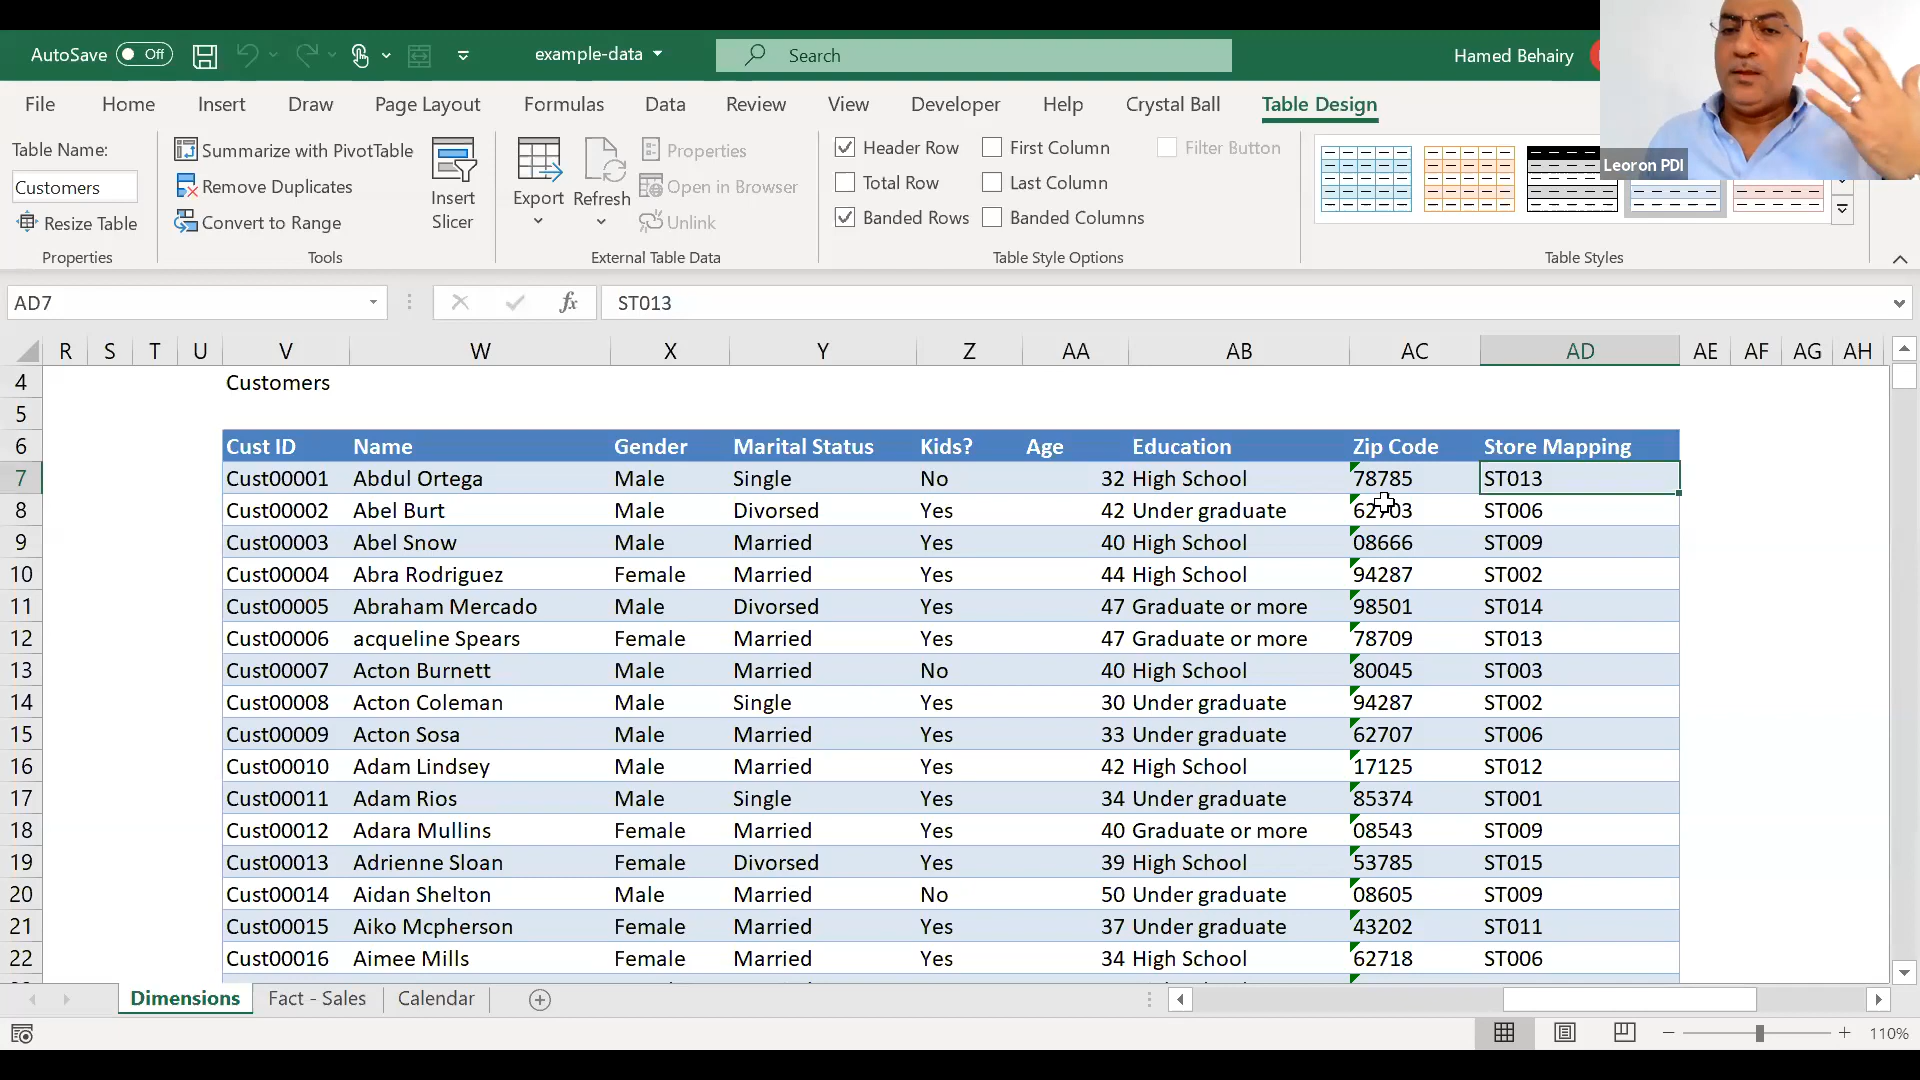 AutoSave Off example-data Search Hamed Behairy
File Home Insert Draw Page Layout Formulas Data Review View Developer Help Crystal Ball Table Design
Table Name:
Customers
Resize Table
Properties
Summarize with PivotTable
Remove Duplicates
Convert to Range
Tools
Insert
Slicer
Export
Refresh
Properties
Open in Browser
Unlink
External Table Data
Header Row First Column Filter Button
Total Row Last Column
Banded Rows Banded Columns
Table Style Options
Table Styles
Leoron PDI
AD7 fx ST013
R S T U V W X Y Z AA AB AC AD AE AF AG AH
4 Customers
5
6 Cust ID Name Gender Marital Status Kids? Age Education Zip Code Store Mapping
7 Cust00001 Abdul Ortega Male Single No 32 High School 78785 ST013
8 Cust00002 Abel Burt Male Divorsed Yes 42 Under graduate 62703 ST006
9 Cust00003 Abel Snow Male Married Yes 40 High School 08666 ST009
10 Cust00004 Abra Rodriguez Female Married Yes 44 High School 94287 ST002
11 Cust00005 Abraham Mercado Male Divorsed Yes 47 Graduate or more 98501 ST014
12 Cust00006 acqueline Spears Female Married Yes 47 Graduate or more 78709 ST013
13 Cust00007 Acton Burnett Male Married No 40 High School 80045 ST003
14 Cust00008 Acton Coleman Male Single Yes 30 Under graduate 94287 ST002
15 Cust00009 Acton Sosa Male Married Yes 33 Under graduate 62707 ST006
16 Cust00010 Adam Lindsey Male Married Yes 42 High School 17125 ST012
17 Cust00011 Adam Rios Male Single Yes 34 Under graduate 85374 ST001
18 Cust00012 Adara Mullins Female Married Yes 40 Graduate or more 08543 ST009
19 Cust00013 Adrienne Sloan Female Divorsed Yes 39 High School 53785 ST015
20 Cust00014 Aidan Shelton Male Married No 50 Under graduate 08605 ST009
21 Cust00015 Aiko Mcpherson Female Married Yes 37 Under graduate 43202 ST011
22 Cust00016 Aimee Mills Female Married Yes 34 High School 62718 ST006
Dimensions Fact - Sales Calendar
110%